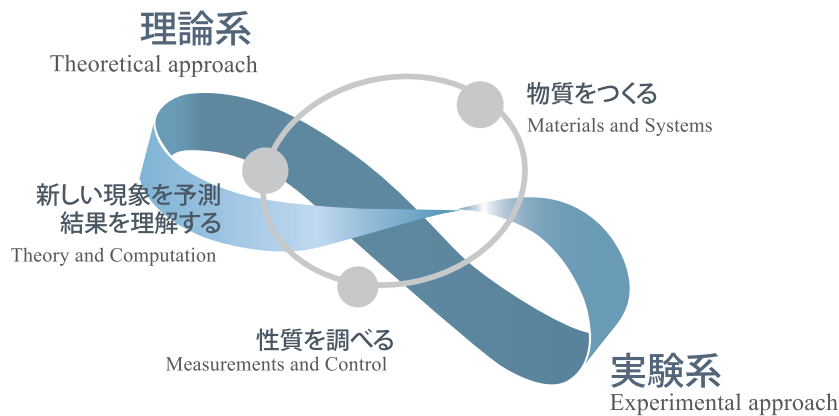 理論系
Theoretical approach
物質をつくる
Materials and Systems
新しい現象を予測
結果を理解する
Theory and Computation
性質を調べる
Measurements and Control
実験系
Experimental approach